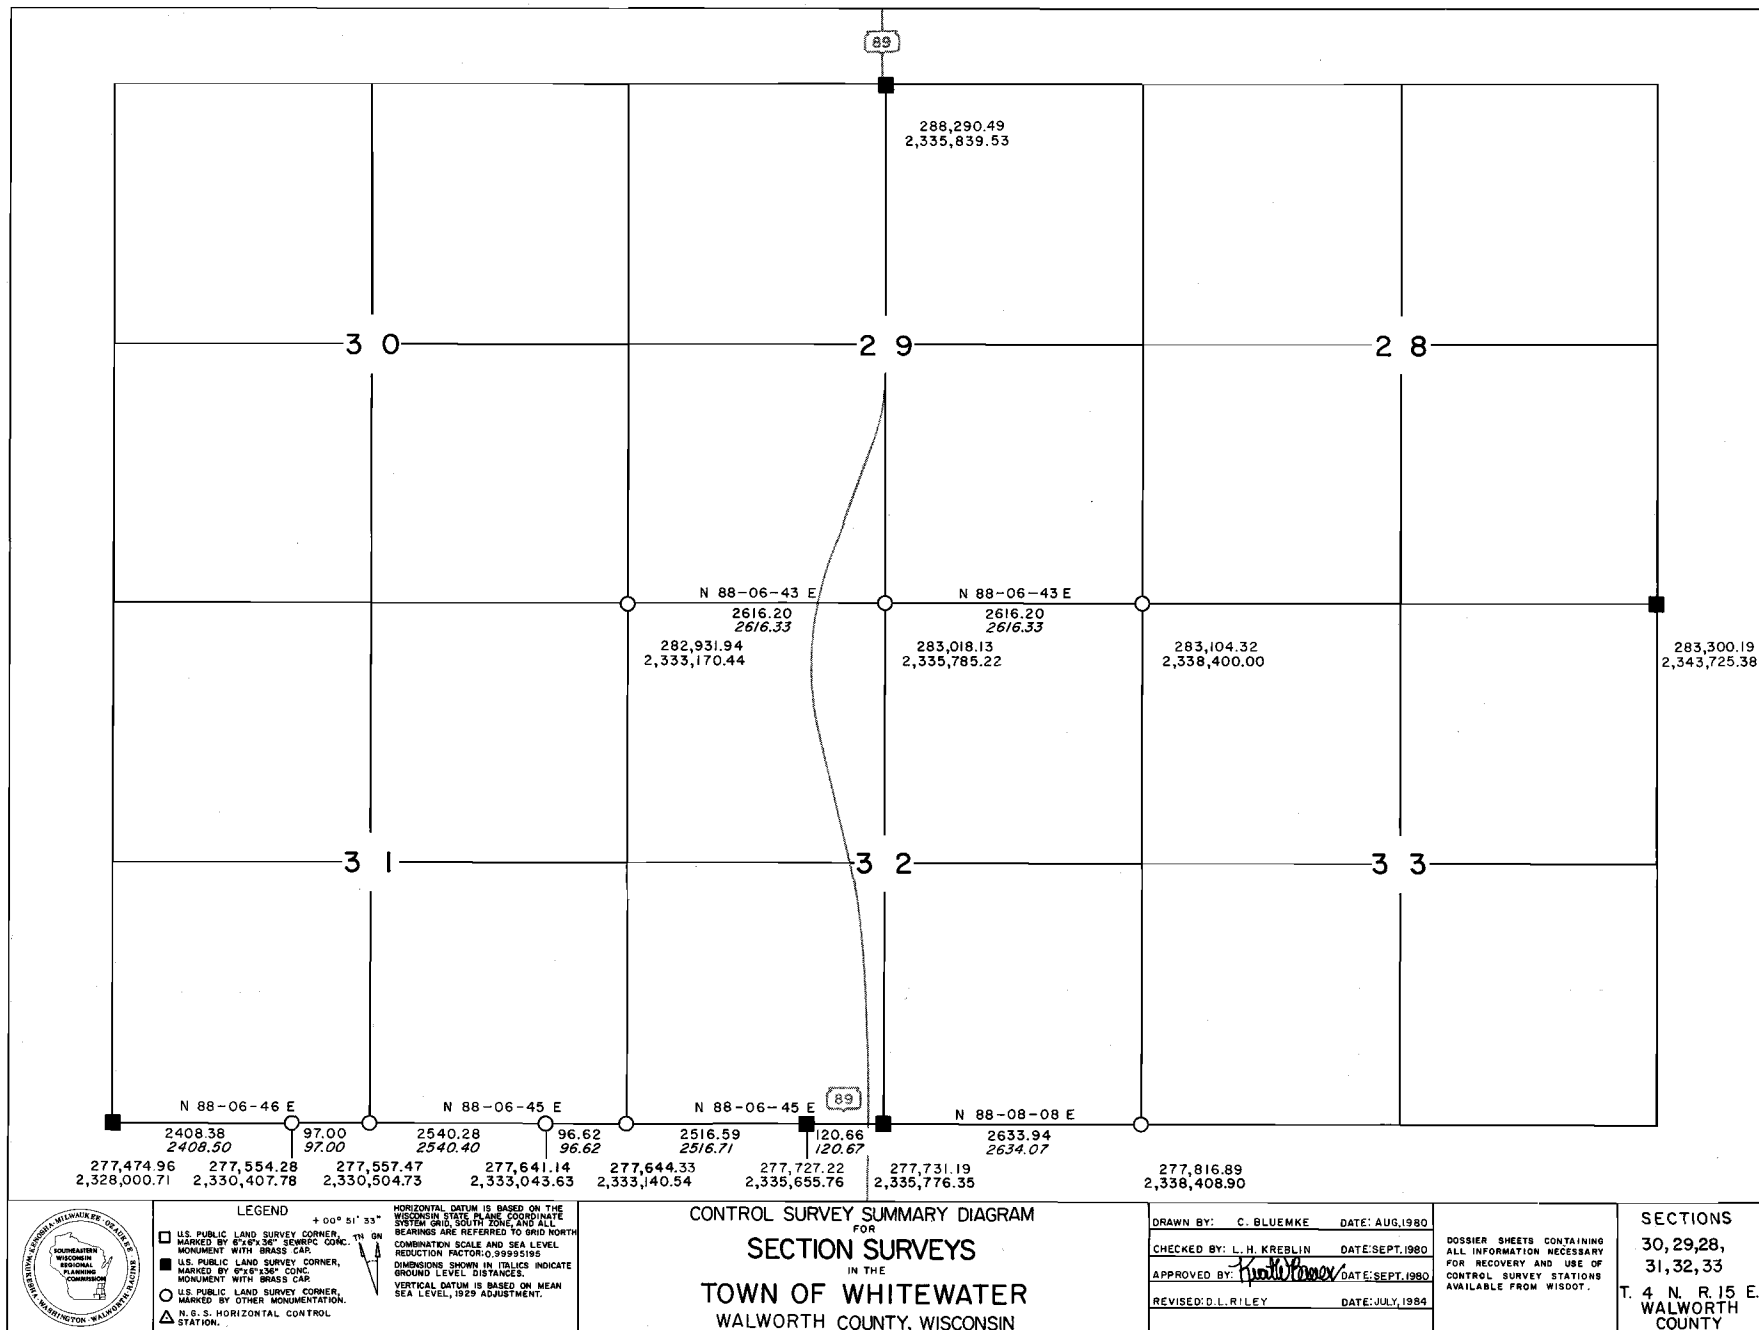 89
288,290.49
2,335,839.53
30
29
28
N 88-06-43 E
2616.20
2616.33
N 88-06-43 E
2616.20
2616.33
282,931.94
2,333,170.44
283,018.13
2,335,785.22
283,104.32
2,338,400.00
283,300.19
2,343,725.38
31
32
33
N 88-06-46 E
N 88-06-45 E
N 88-06-45 E
89
N 88-08-08 E
2408.38
2408.50
97.00
97.00
2540.28
2540.40
96.62
96.62
2516.59
2516.71
120.66
120.67
2633.94
2634.07
277,474.96
2,328,000.71
277,554.28
2,330,407.78
277,557.47
2,330,504.73
277,641.14
2,333,043.63
277,644.33
2,333,140.54
277,727.22
2,335,655.76
277,731.19
2,335,776.35
277,816.89
2,338,408.90
SOUTHEASTERN
WISCONSIN
REGIONAL
PLANNING
COMMISSION
LEGEND
+00° 51' 33"
TN GN
U.S. PUBLIC LAND SURVEY CORNER,
MARKED BY 6"x6"x36" SEWRPC CONC.
MONUMENT WITH BRASS CAP.
U.S. PUBLIC LAND SURVEY CORNER,
MARKED BY 6"x6"x36" CONC.
MONUMENT WITH BRASS CAP.
U.S. PUBLIC LAND SURVEY CORNER,
MARKED BY OTHER MONUMENTATION.
N.G.S. HORIZONTAL CONTROL
STATION.
HORIZONTAL DATUM IS BASED ON THE
WISCONSIN STATE PLANE COORDINATE
SYSTEM GRID, SOUTH ZONE, AND ALL
BEARINGS ARE REFERRED TO GRID NORTH
COMBINATION SCALE AND SEA LEVEL
REDUCTION FACTOR: 0.99995195
DIMENSIONS SHOWN IN ITALICS INDICATE
GROUND LEVEL DISTANCES.
VERTICAL DATUM IS BASED ON MEAN
SEA LEVEL, 1929 ADJUSTMENT.
CONTROL SURVEY SUMMARY DIAGRAM
FOR
SECTION SURVEYS
IN THE
TOWN OF WHITEWATER
WALWORTH COUNTY, WISCONSIN
DRAWN BY: C. BLUEMKE DATE: AUG,1980
CHECKED BY: L.H. KREBLIN DATE: SEPT.1980
APPROVED BY: DATE: SEPT,1980
REVISED: D.L. RILEY DATE: JULY, 1984
DOSSIER SHEETS CONTAINING
ALL INFORMATION NECESSARY
FOR RECOVERY AND USE OF
CONTROL SURVEY STATIONS
AVAILABLE FROM WISDOT.
SECTIONS
30,29,28,
31,32,33
T. 4 N. R. 15 E.
WALWORTH
COUNTY